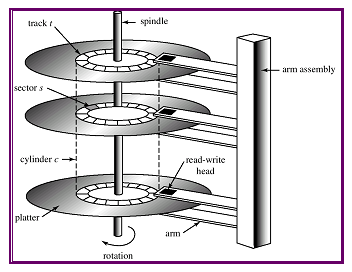 track t
spindle
arm assembly
sector s
cylinder c
read-write
head
platter
arm
rotation